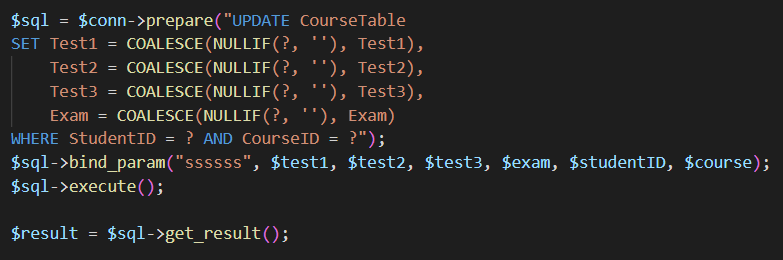 $sql = $conn->prepare("UPDATE CourseTable
SET Test1 = COALESCE(NULLIF(?, ''), Test1),
    Test2 = COALESCE(NULLIF(?, ''), Test2),
    Test3 = COALESCE(NULLIF(?, ''), Test3),
    Exam = COALESCE(NULLIF(?, ''), Exam)
WHERE StudentID = ? AND CourseID = ?");
$sql->bind_param("ssssss", $test1, $test2, $test3, $exam, $studentID, $course);
$sql->execute();
$result = $sql->get_result();